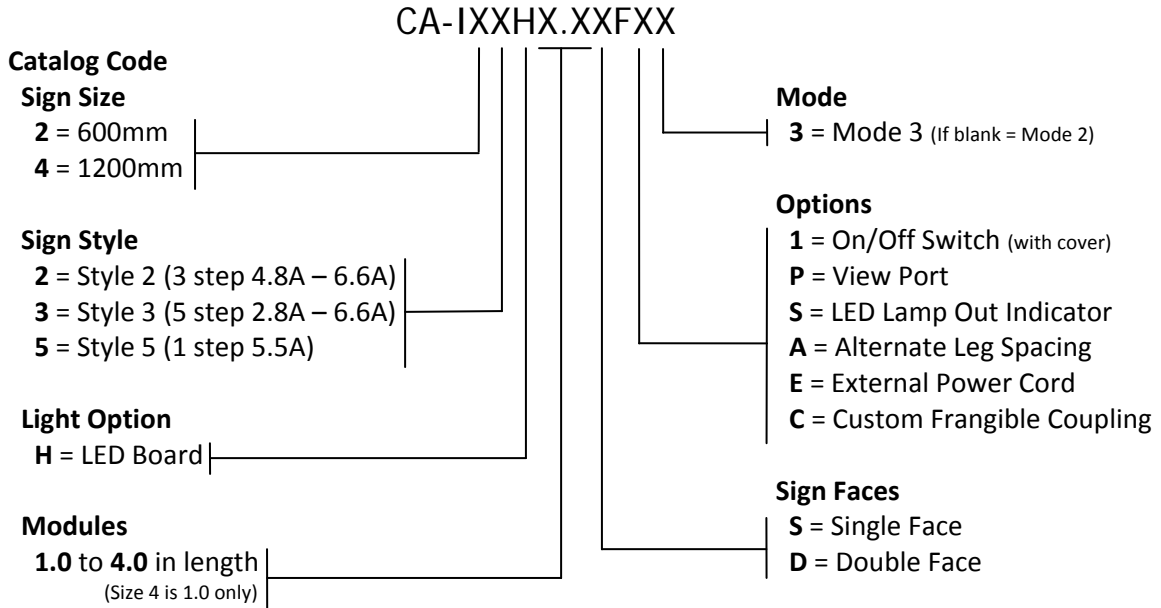 CA-IXXHX.XXFXX
Catalog Code
Sign Size
2 = 600mm
4 = 1200mm
Sign Style
2 = Style 2 (3 step 4.8A – 6.6A)
3 = Style 3 (5 step 2.8A – 6.6A)
5 = Style 5 (1 step 5.5A)
Light Option
H = LED Board
Modules
1.0 to 4.0 in length
(Size 4 is 1.0 only)
Mode
3 = Mode 3 (If blank = Mode 2)
Options
1 = On/Off Switch (with cover)
P = View Port
S = LED Lamp Out Indicator
A = Alternate Leg Spacing
E = External Power Cord
C = Custom Frangible Coupling
Sign Faces
S = Single Face
D = Double Face